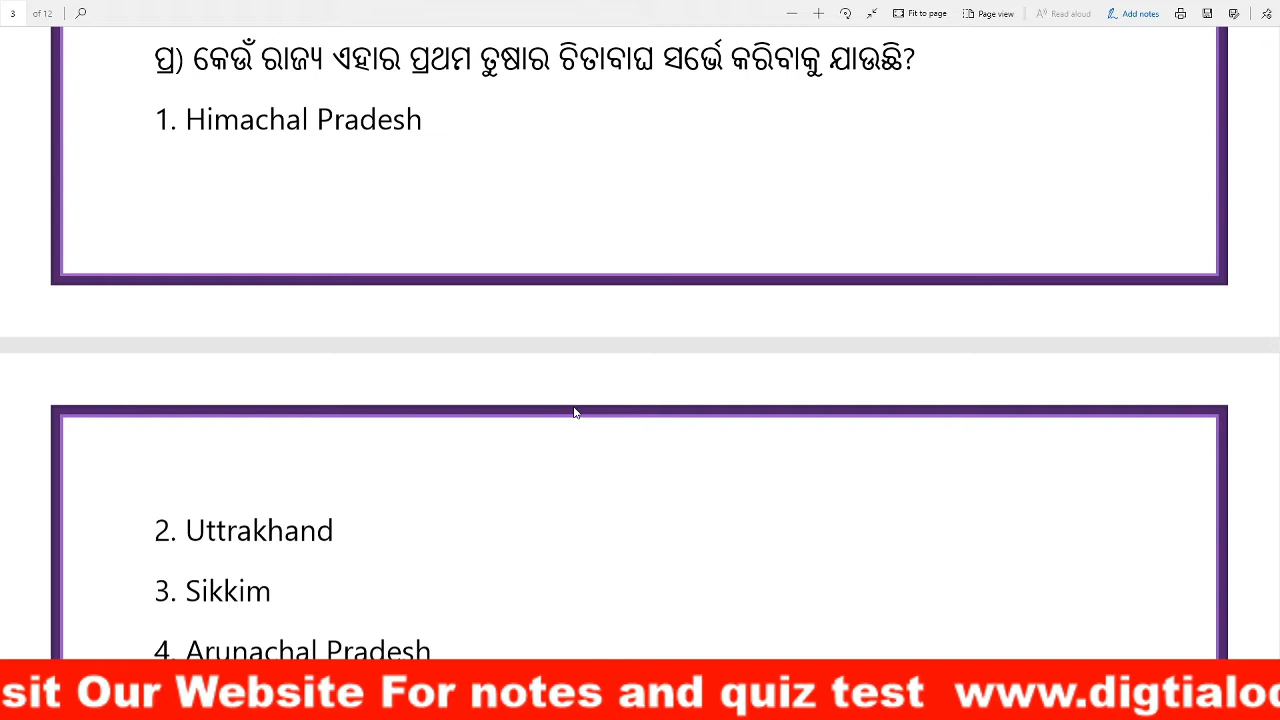 3 of 12 Fit to page Page view Read aloud Add notes
ପ୍ର) କେଉଁ ରାଜ୍ୟ ଏହାର ପ୍ରଥମ ତୁଷାର ଚିତାବାଘ ସର୍ଭେ କରିବାକୁ ଯାଉଛି?
1. Himachal Pradesh
2. Uttrakhand
3. Sikkim
4. Arunachal Pradesh
sit Our Website For notes and quiz test www.digtialoc